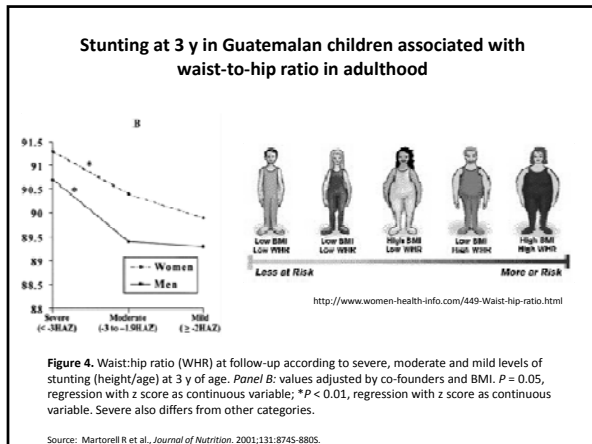 Stunting at 3 y in Guatemalan children associated with
waist-to-hip ratio in adulthood
B
91.5
91
90.5
90
89.5
89
88.5
88
*
*
Women
Men
Severe
(< -3HAZ)
Moderate
(-3 to -1.9HAZ)
Mild
(≥ -2HAZ)
Low BMI
Low WHR
Low BMI
Low WHR
High BMI
Low WHR
Low BMI
High WHR
High BMI
High WHR
Less at Risk
More or Risk
http://www.women-health-info.com/449-Waist-hip-ratio.html
Figure 4. Waist:hip ratio (WHR) at follow-up according to severe, moderate and mild levels of
stunting (height/age) at 3 y of age. Panel B: values adjusted by co-founders and BMI. P = 0.05,
regression with z score as continuous variable; *P < 0.01, regression with z score as continuous
variable. Severe also differs from other categories.
Source: Martorell R et al., Journal of Nutrition. 2001;131:874S-880S.